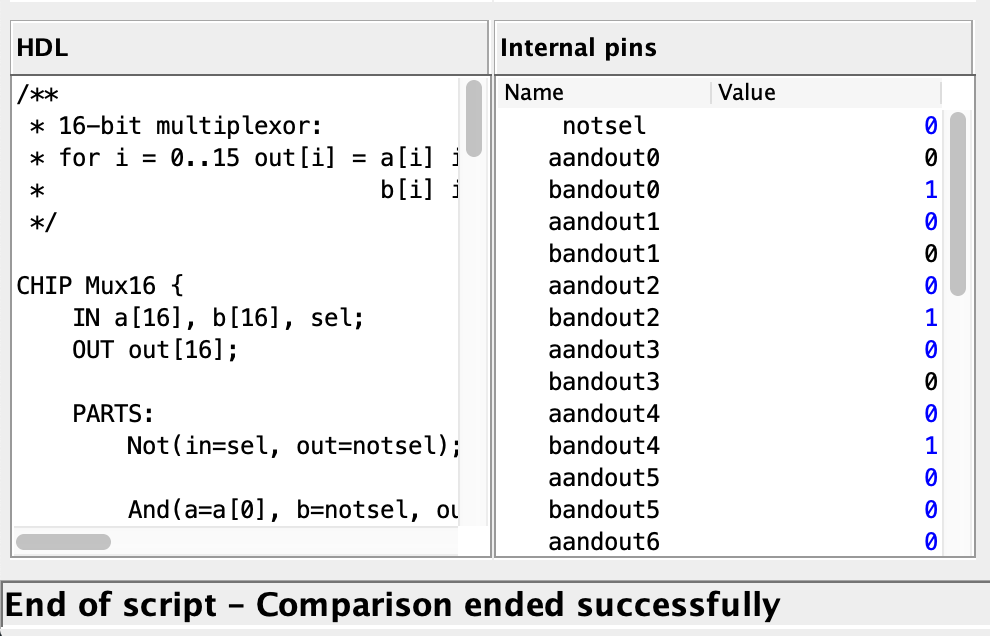 HDL
/**
 * 16-bit multiplexor:
 * for i = 0..15 out[i] = a[i]
 *                        b[i]
 */
CHIP Mux16 {
    IN a[16], b[16], sel;
    OUT out[16];
    PARTS:
        Not(in=sel, out=notsel);
        And(a=a[0], b=notsel,
Internal pins
Name Value
notsel 0
aandout0 0
bandout0 1
aandout1 0
bandout1 0
aandout2 0
bandout2 1
aandout3 0
bandout3 0
aandout4 0
bandout4 1
aandout5 0
bandout5 0
aandout6 0
End of script - Comparison ended successfully